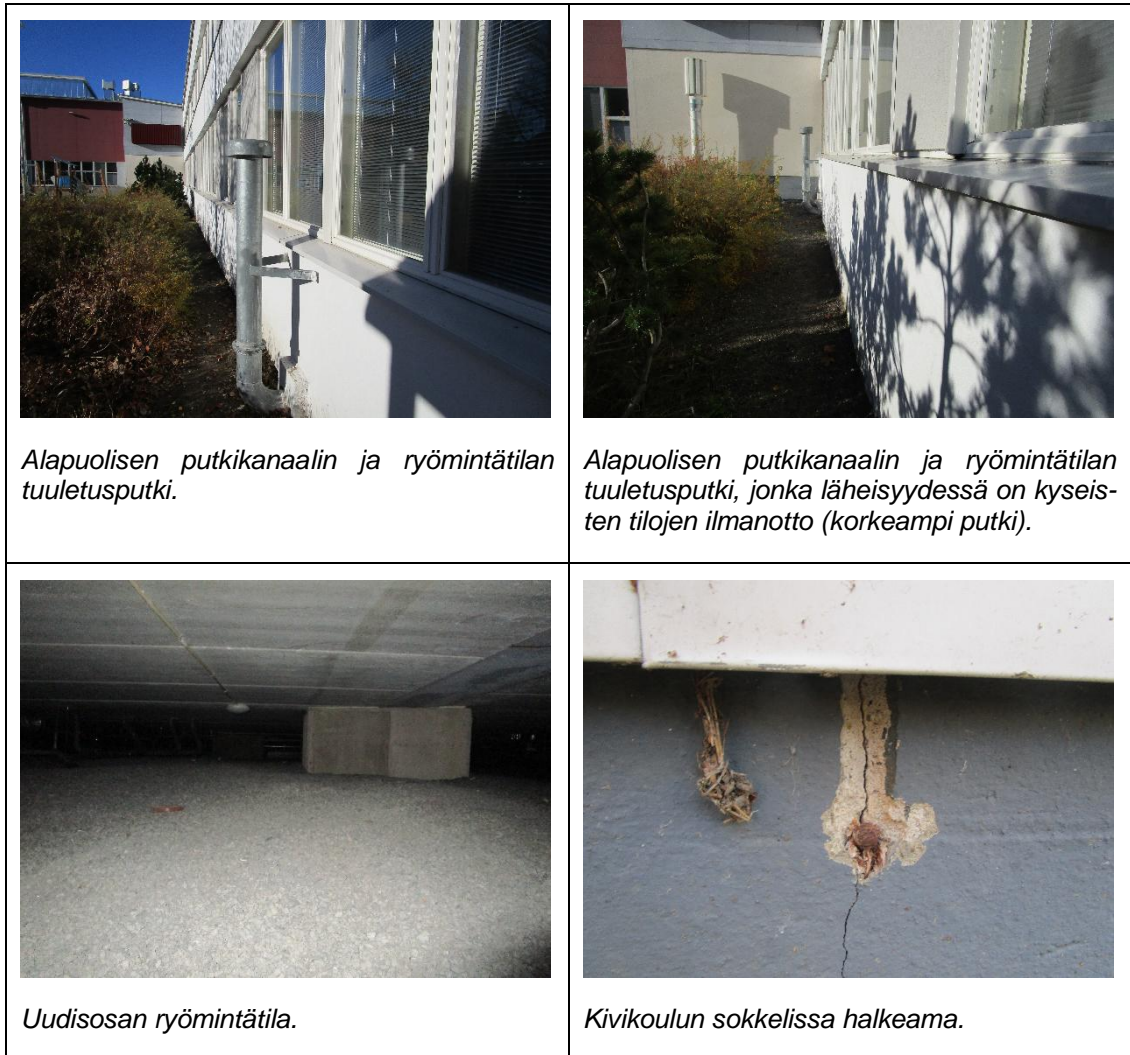 Alapuolisen putkikanaalin ja ryömintätilan
tuuletusputki.
Alapuolisen putkikanaalin ja ryömintätilan
tuuletusputki, jonka läheisyydessä on kyseis-
ten tilojen ilmanotto (korkeampi putki).
Uudisosan ryömintätila.
Kivikoulun sokkelissa halkeama.